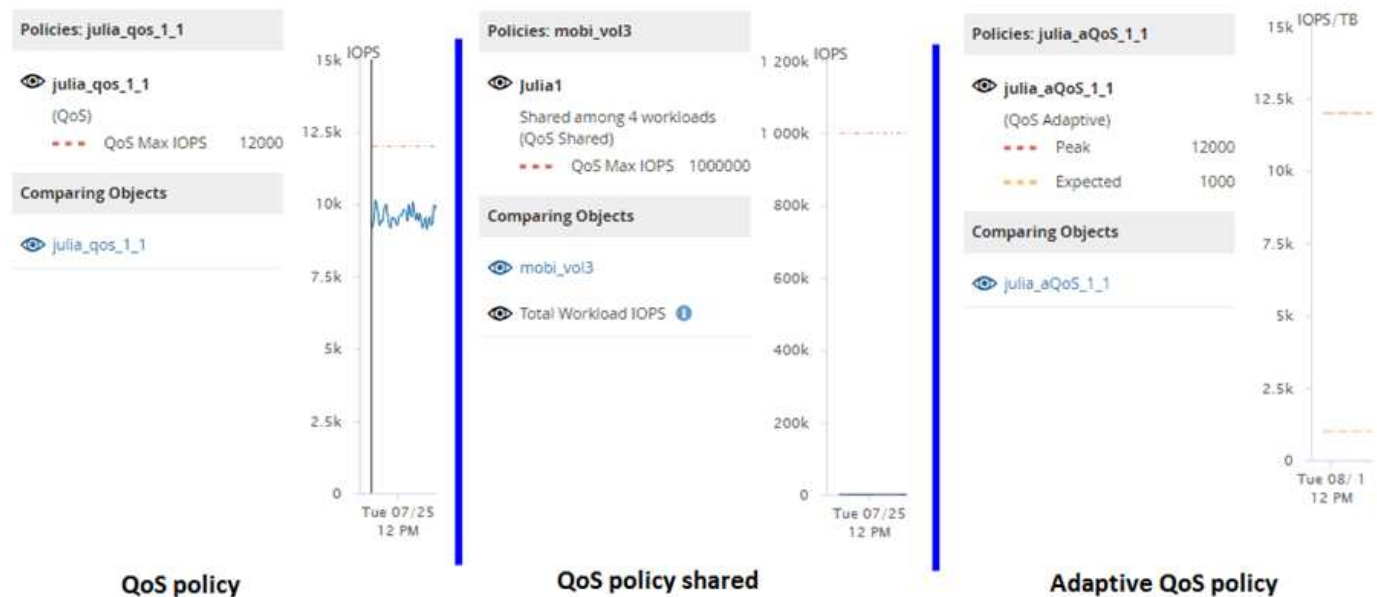 Policies: julia_qos_1_1
julia_qos_1_1
(QoS)
QoS Max IOPS 12000
Comparing Objects
julia_qos_1_1
IOPS
15k
12.5k
10k
7.5k
5k
2.5k
0
Tue 07/25
12 PM
QoS policy
Policies: mobi_vol3
Julia1
Shared among 4 workloads
(QoS Shared)
QoS Max IOPS 1000000
Comparing Objects
mobi_vol3
Total Workload IOPS i
IOPS
1 200k
1 000k
800k
600k
400k
200k
0
Tue 07/25
12 PM
QoS policy shared
Policies: julia_aQoS_1_1
julia_aQoS_1_1
(QoS Adaptive)
Peak 12000
Expected 1000
Comparing Objects
julia_aQoS_1_1
IOPS/TB
15k
12.5k
10k
7.5k
5k
2.5k
0
Tue 08/ 1
12 PM
Adaptive QoS policy